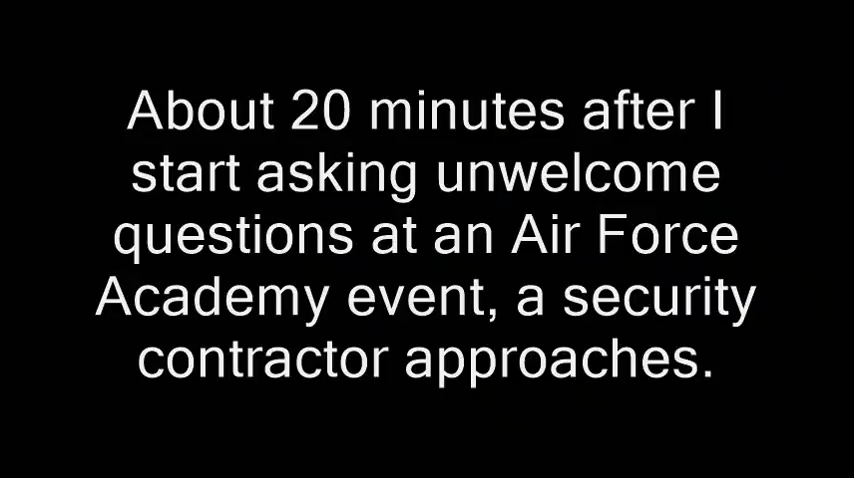 About 20 minutes after I
start asking unwelcome
questions at an Air Force
Academy event, a security
contractor approaches.